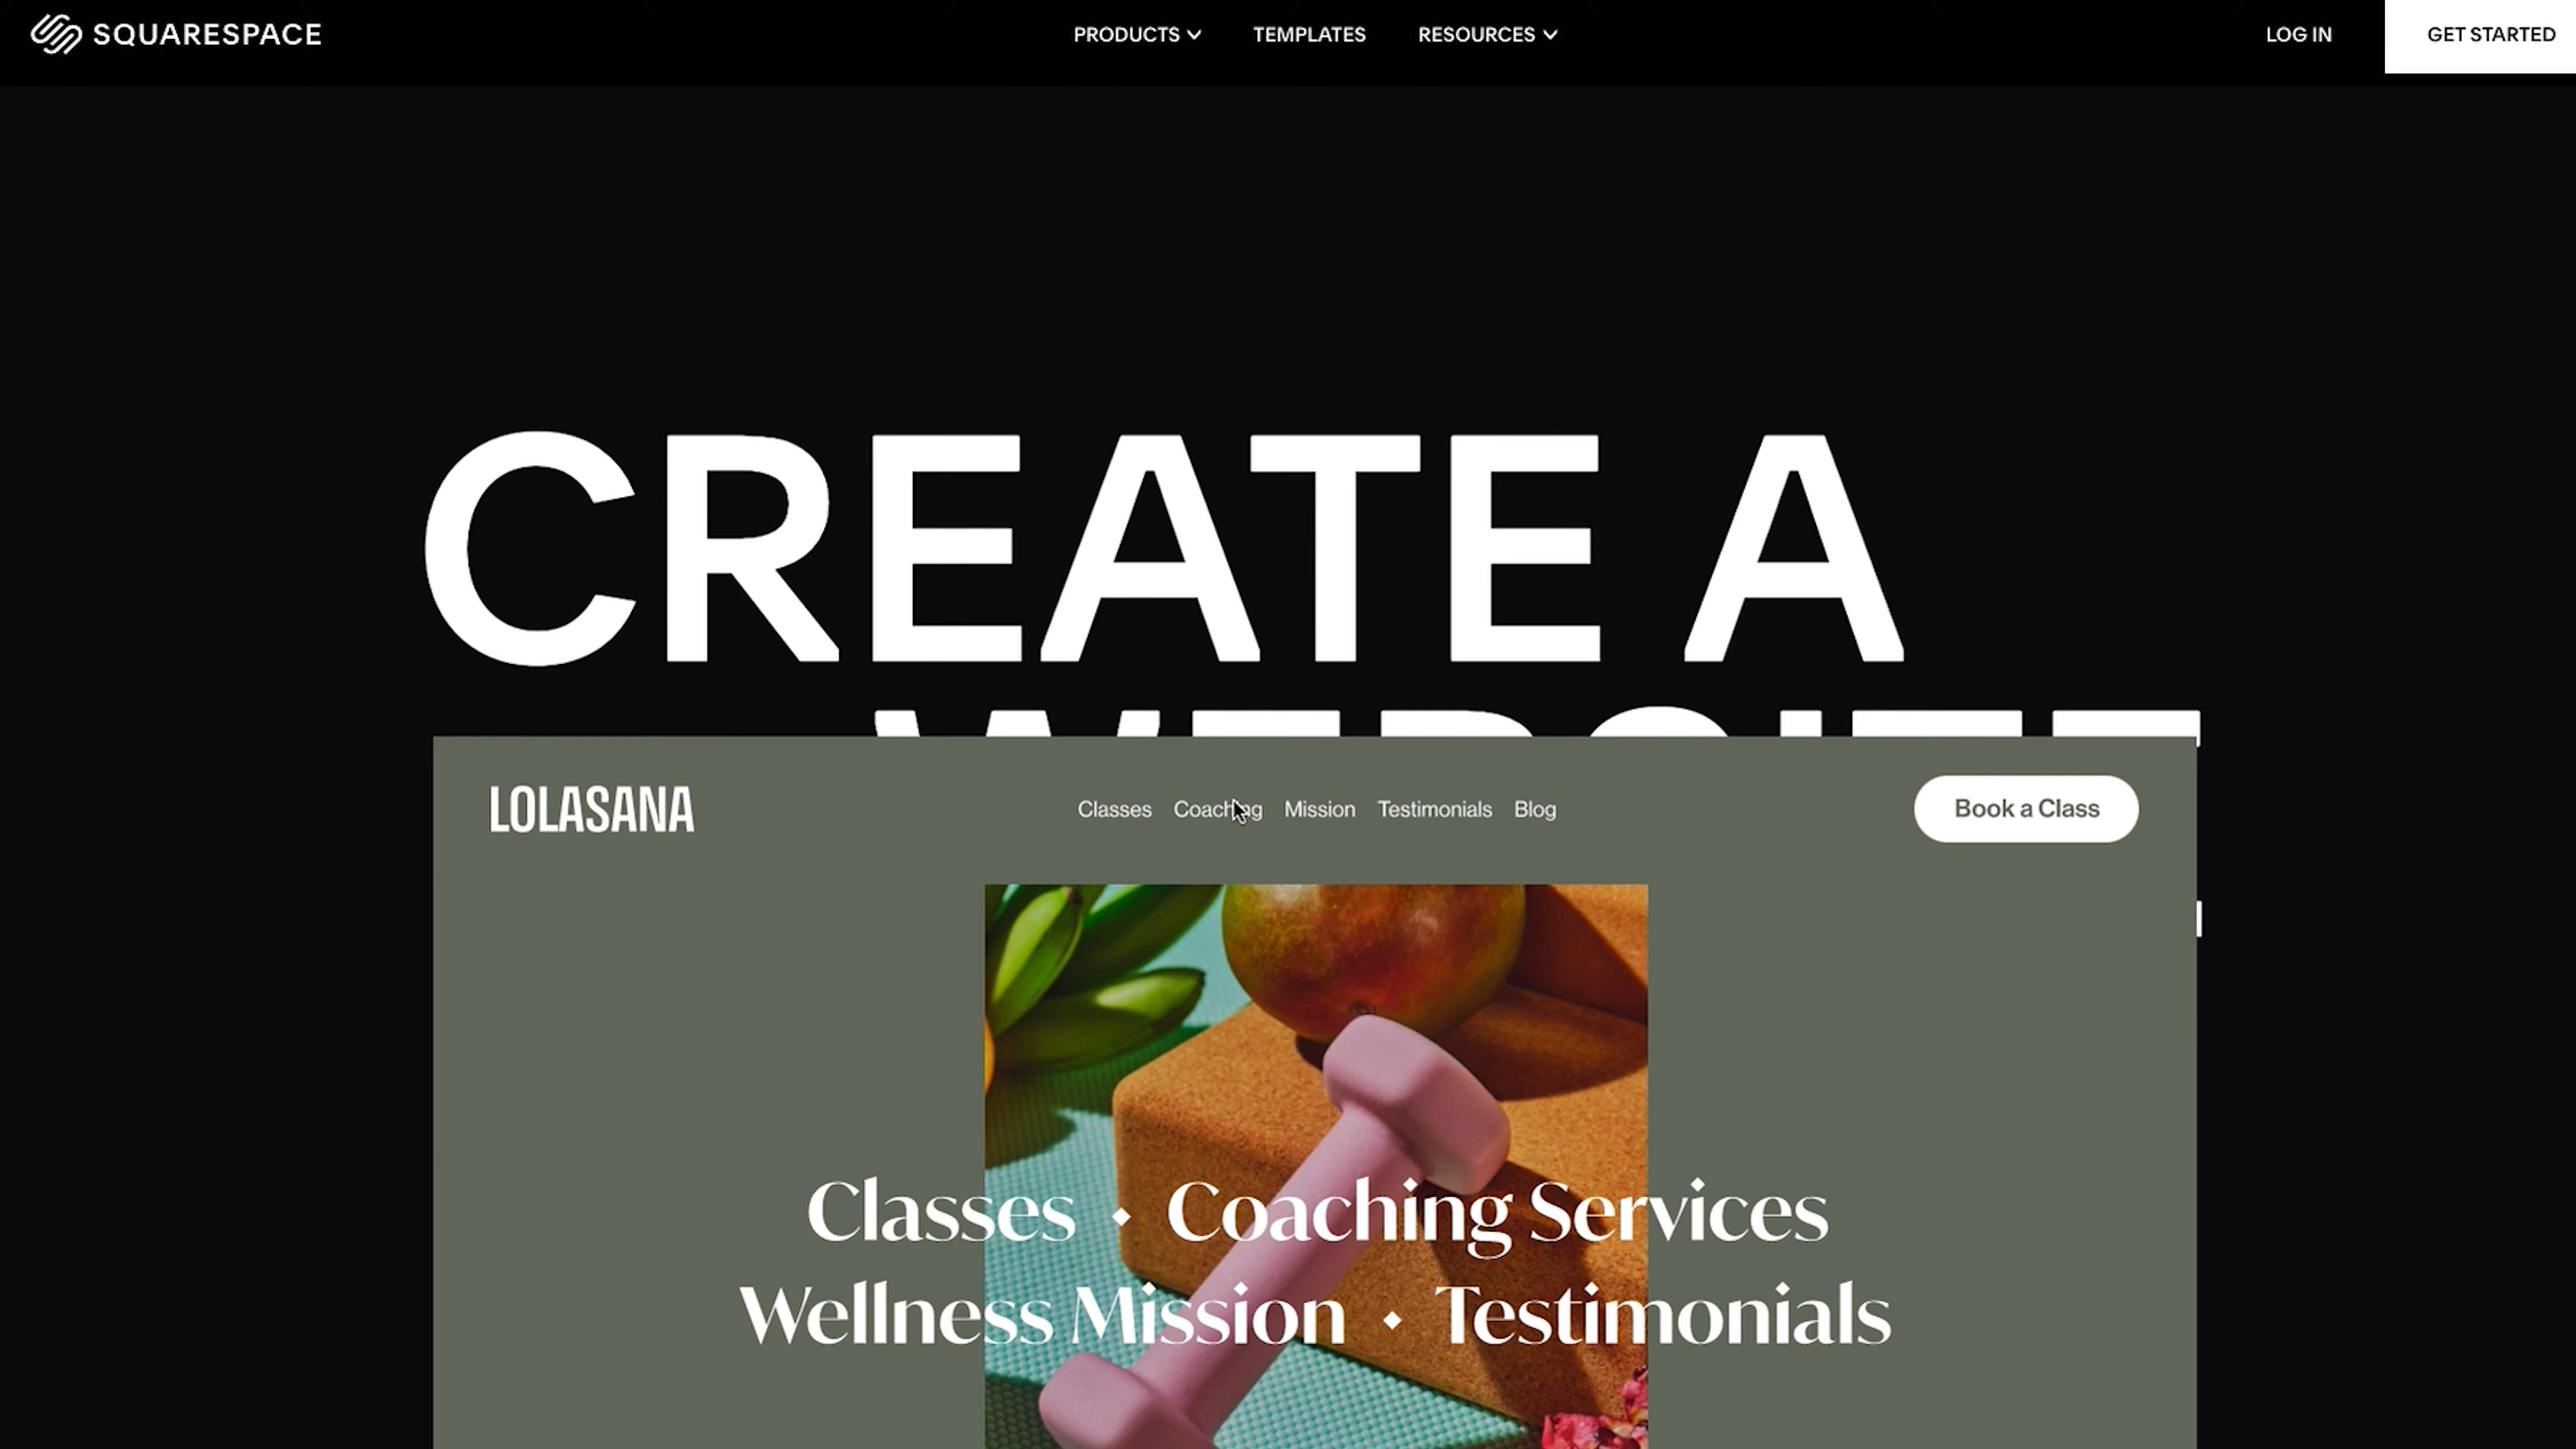 SQUARESPACE
PRODUCTS TEMPLATES RESOURCES
LOG IN
GET STARTED
CREATE A
LOLASANA
Classes Coaching Mission Testimonials Blog
Book a Class
Classes ⬥ Coaching Services
Wellness Mission ⬥ Testimonials